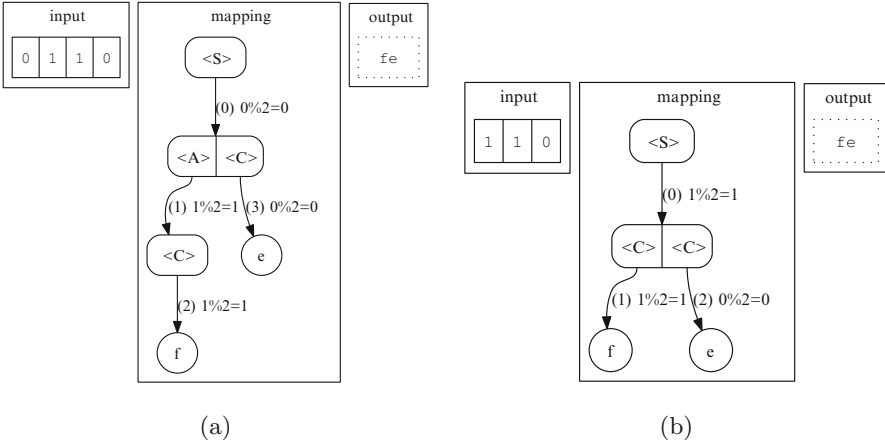 input
0 1 1 0
mapping
<S>
(0) 0%2=0
<A> <C>
(1) 1%2=1 (3) 0%2=0
<C> e
(2) 1%2=1
f
output
fe
(a)
input
1 1 0
mapping
<S>
(0) 1%2=1
<C> <C>
(1) 1%2=1 (2) 0%2=0
f e
output
fe
(b)